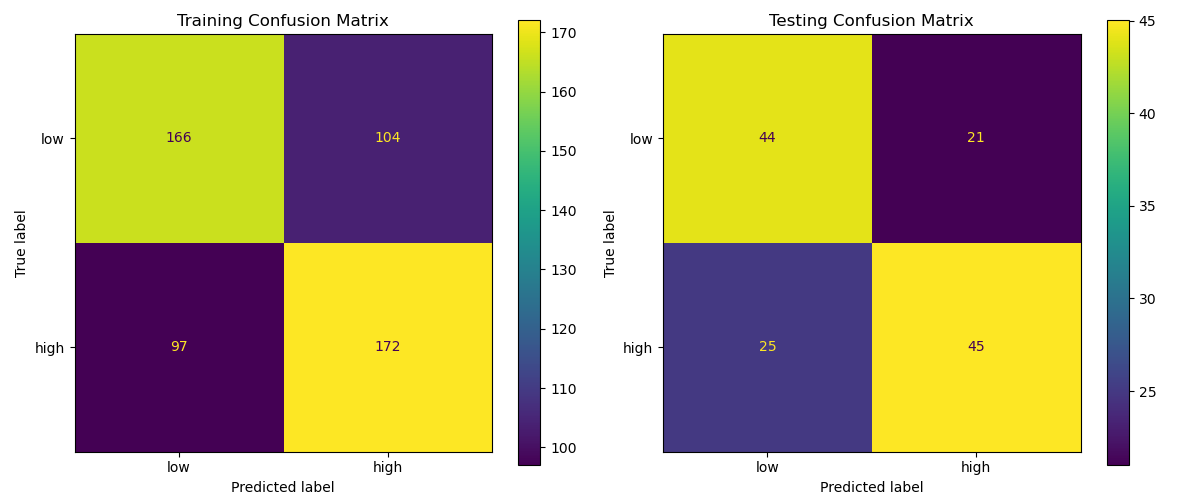 Training Confusion Matrix
True label
low
high
166
104
97
172
low
high
Predicted label
170
160
150
140
130
120
110
100
Testing Confusion Matrix
True label
low
high
44
21
25
45
low
high
Predicted label
45
40
35
30
25